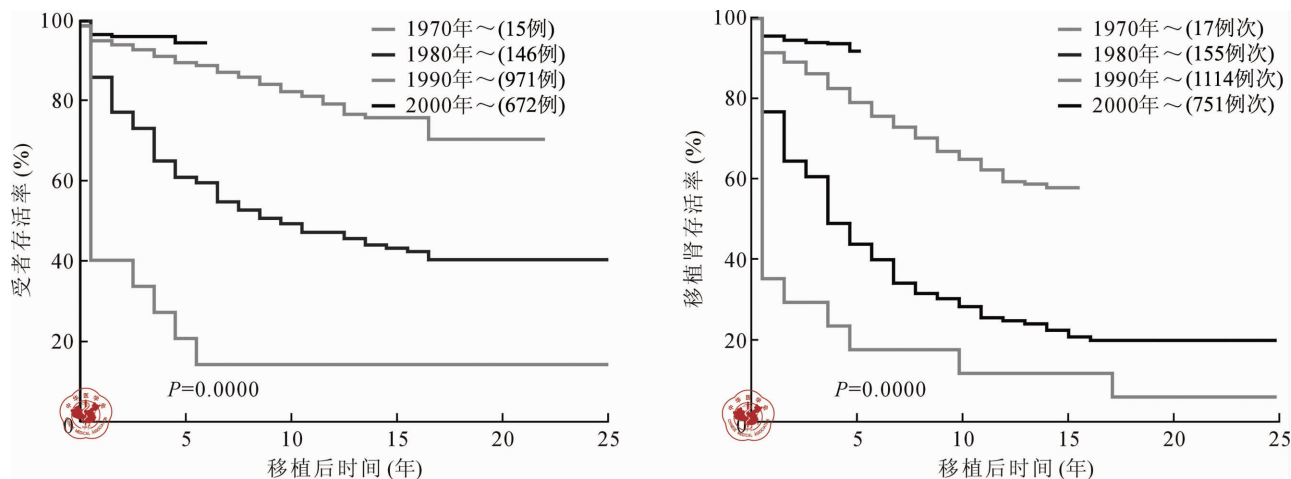 100
80
60
40
20
0
5
10
15
20
25
受者存活率(%)
移植后时间(年)
1970年～(15例)
1980年～(146例)
1990年～(971例)
2000年～(672例)
P=0.0000
100
80
60
40
20
0
5
10
15
20
25
移植肾存活率(%)
移植后时间(年)
1970年～(17例次)
1980年～(155例次)
1990年～(1114例次)
2000年～(751例次)
P=0.0000